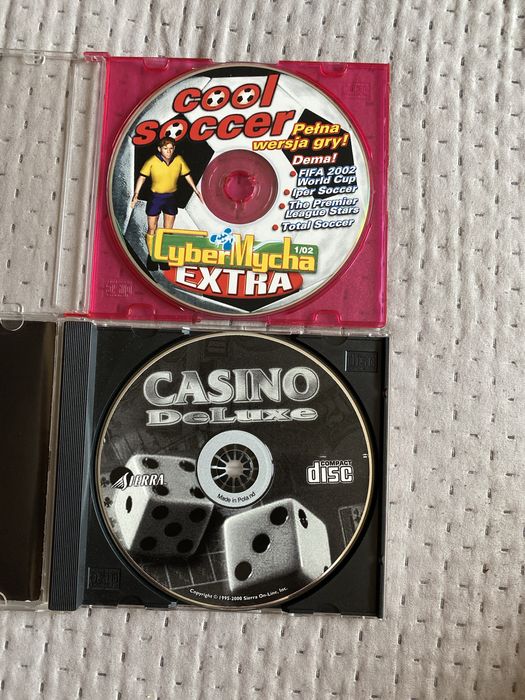 cool
soccer
Pełna
wersja gry!
Dema!
• FIFA 2002
World Cup
• Iper Soccer
• The Premier
League Stars
• Total Soccer
CyberMycha
1/02
EXTRA
CASINO
DeLuxe
SIERRA
COMPACT
disc
Made in Poland
Copyright © 1995-2000 Sierra On-Line, Inc.